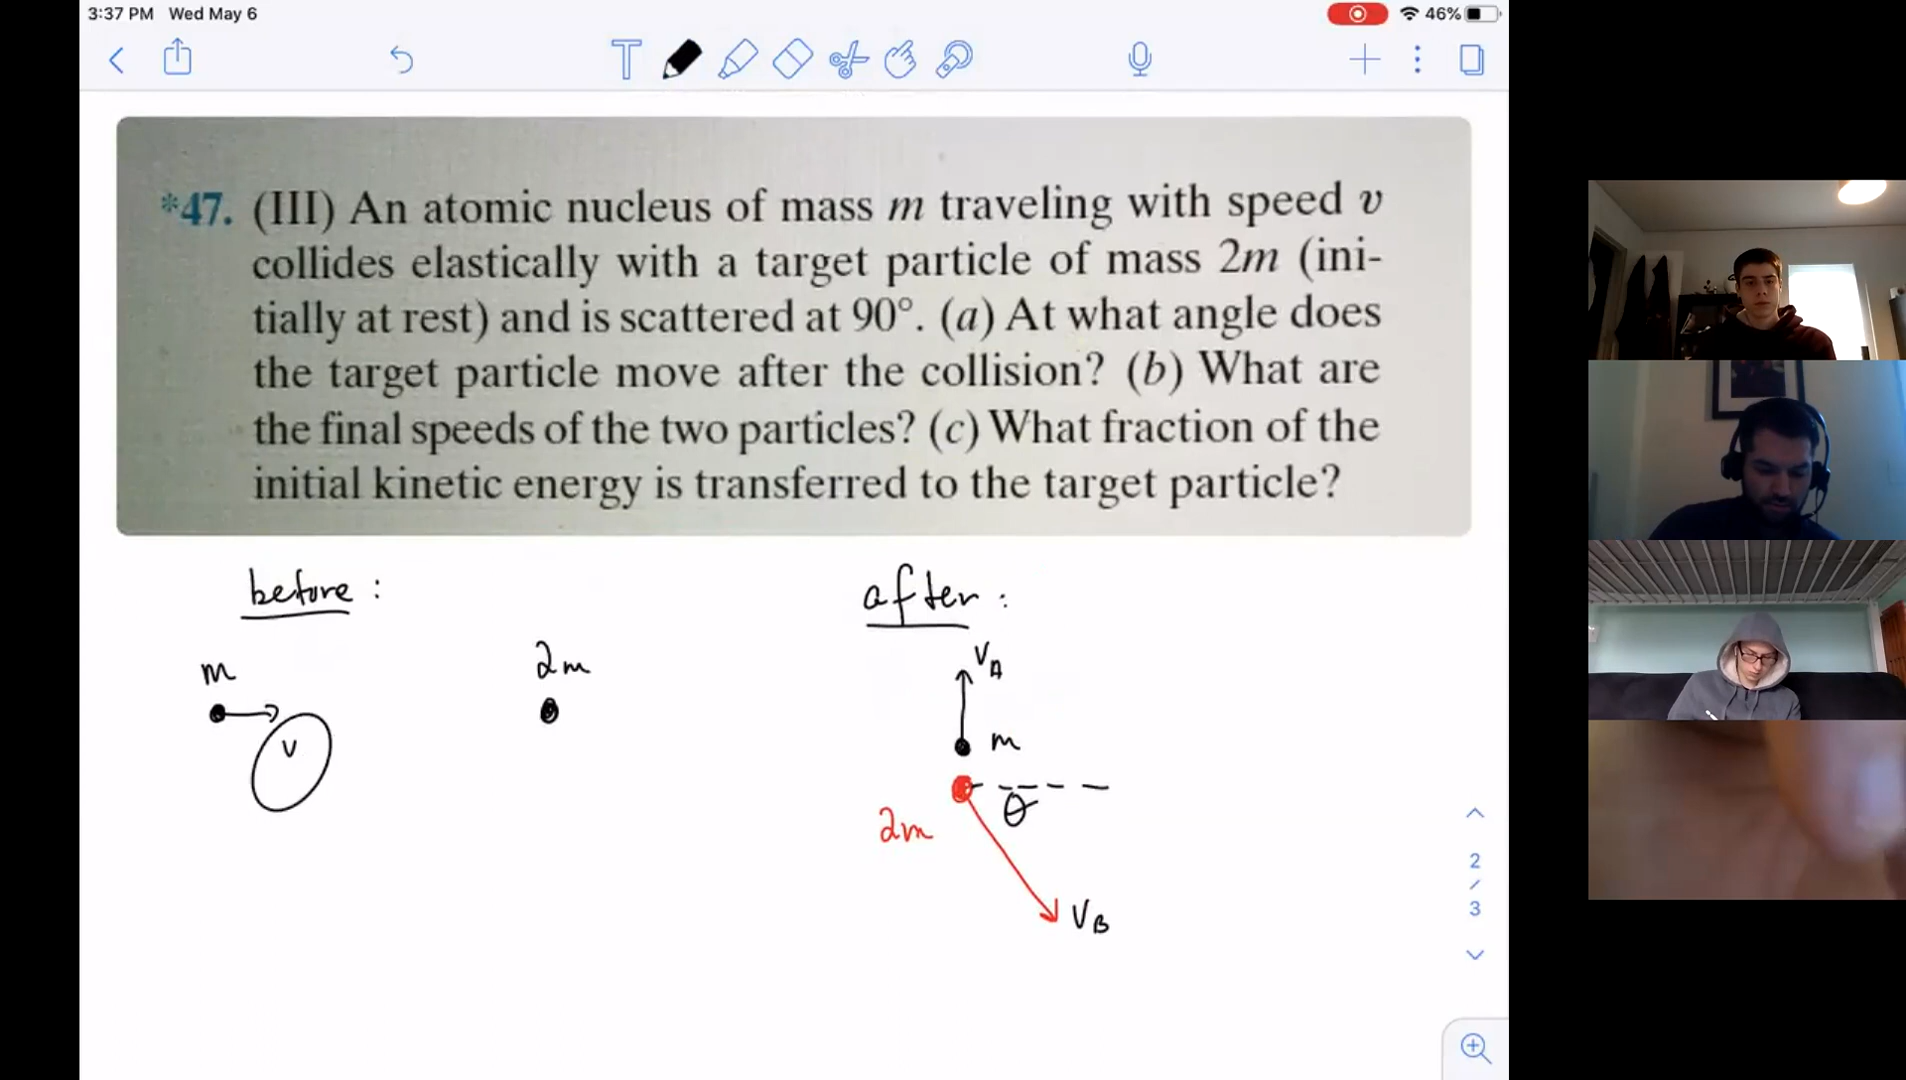 3:37 PM Wed May 6
46%
T
*47. (III) An atomic nucleus of mass m traveling with speed v
collides elastically with a target particle of mass 2m (ini-
tially at rest) and is scattered at 90°. (a) At what angle does
the target particle move after the collision? (b) What are
the final speeds of the two particles? (c) What fraction of the
initial kinetic energy is transferred to the target particle?
before :
after :
m
2m
v
VA
m
θ
2m
VB
2
/
3